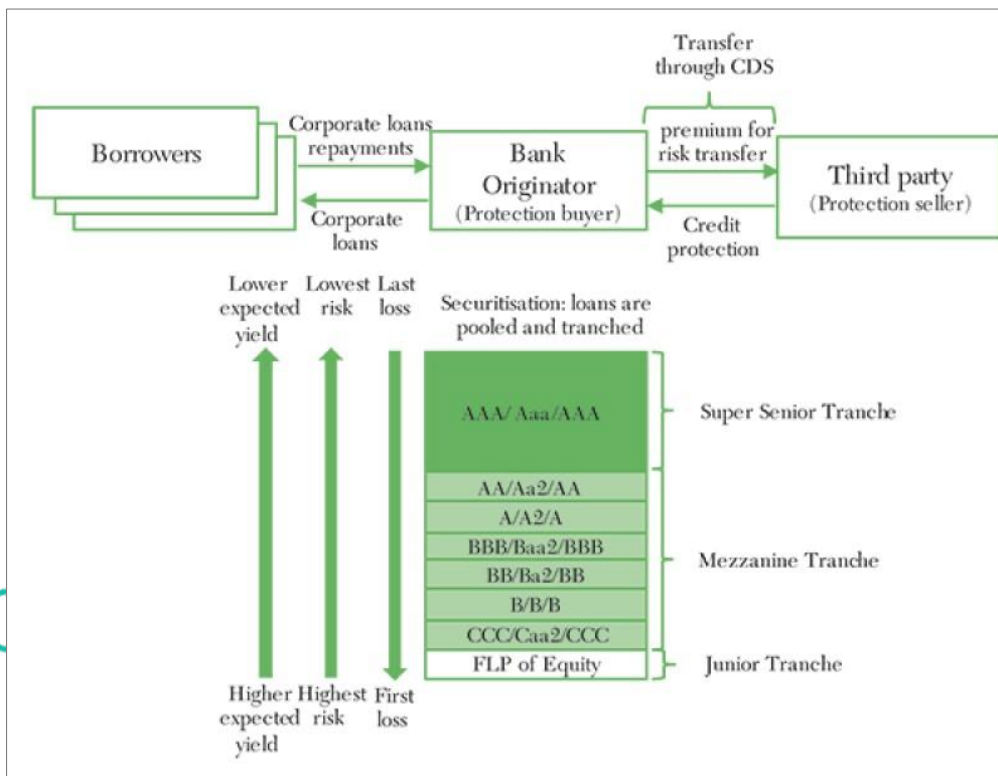 Transfer
through CDS
Borrowers
Corporate loans
repayments
Corporate
loans
Bank
Originator
(Protection buyer)
premium for
risk transfer
Credit
protection
Third party
(Protection seller)
Lower
expected
yield
Lowest
risk
Last
loss
Securitisation: loans are
pooled and tranched
AAA/ Aaa/AAA
Super Senior Tranche
AA/Aa2/AA
A/A2/A
BBB/Baa2/BBB
BB/Ba2/BB
B/B/B
CCC/Caa2/CCC
Mezzanine Tranche
FLP of Equity
Junior Tranche
Higher
expected
yield
Highest
risk
First
loss